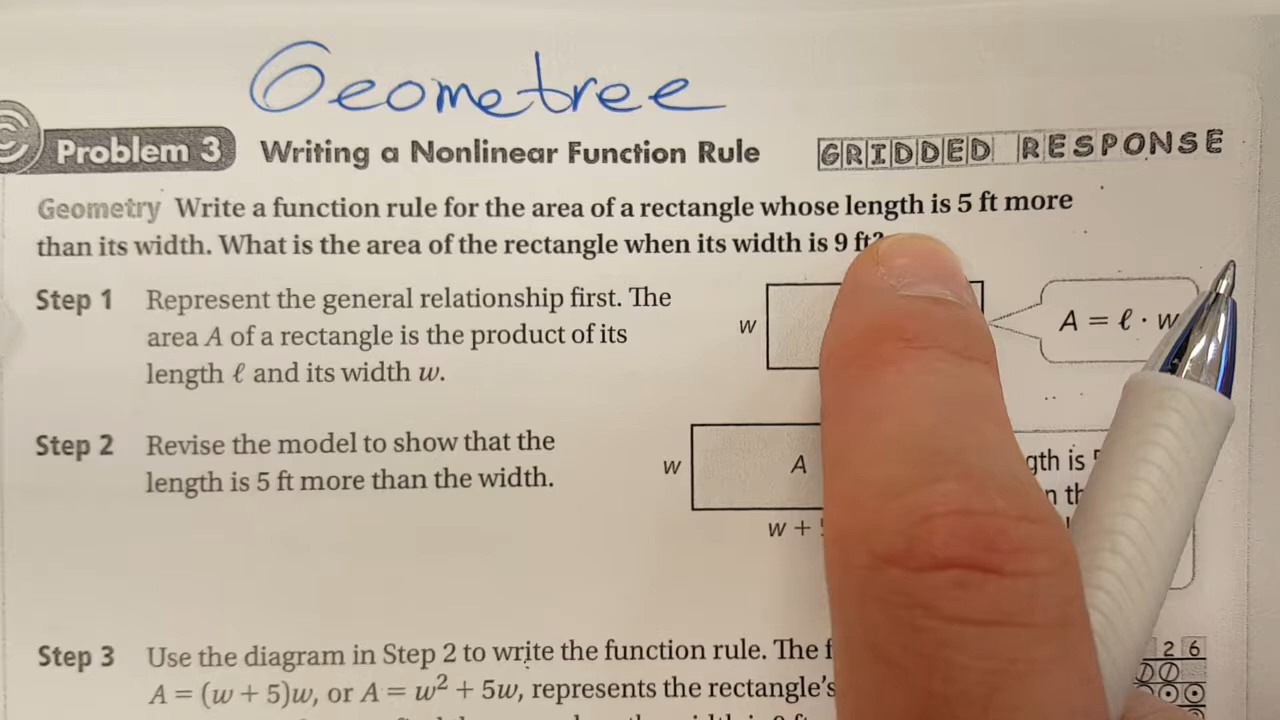 Geometree
Problem 3 Writing a Nonlinear Function Rule GRIDDED RESPONSE
Geometry Write a function rule for the area of a rectangle whose length is 5 ft more
than its width. What is the area of the rectangle when its width is 9 ft?
Step 1 Represent the general relationship first. The
area A of a rectangle is the product of its
length ℓ and its width w.
w
A = ℓ · w
Step 2 Revise the model to show that the
length is 5 ft more than the width.
w A
w +
is
Step 3 Use the diagram in Step 2 to write the function rule. The
A = (w + 5)w, or A = w² + 5w, represents the rectangle's
2 6